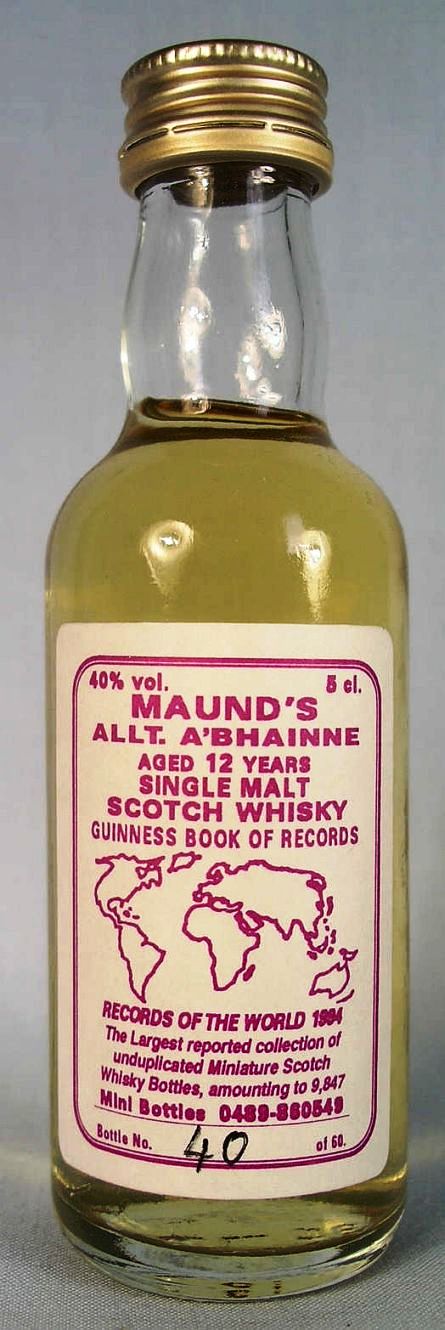 40% vol. 5 cl.
MAUND'S
ALLT. A'BHAINNE
AGED 12 YEARS
SINGLE MALT
SCOTCH WHISKY
GUINNESS BOOK OF RECORDS
RECORDS OF THE WORLD 1994
The Largest reported collection of
unduplicated Miniature Scotch
Whisky Bottles, amounting to 9,847
Mini Bottles 0489-860549
Bottle No. 40 of 60.